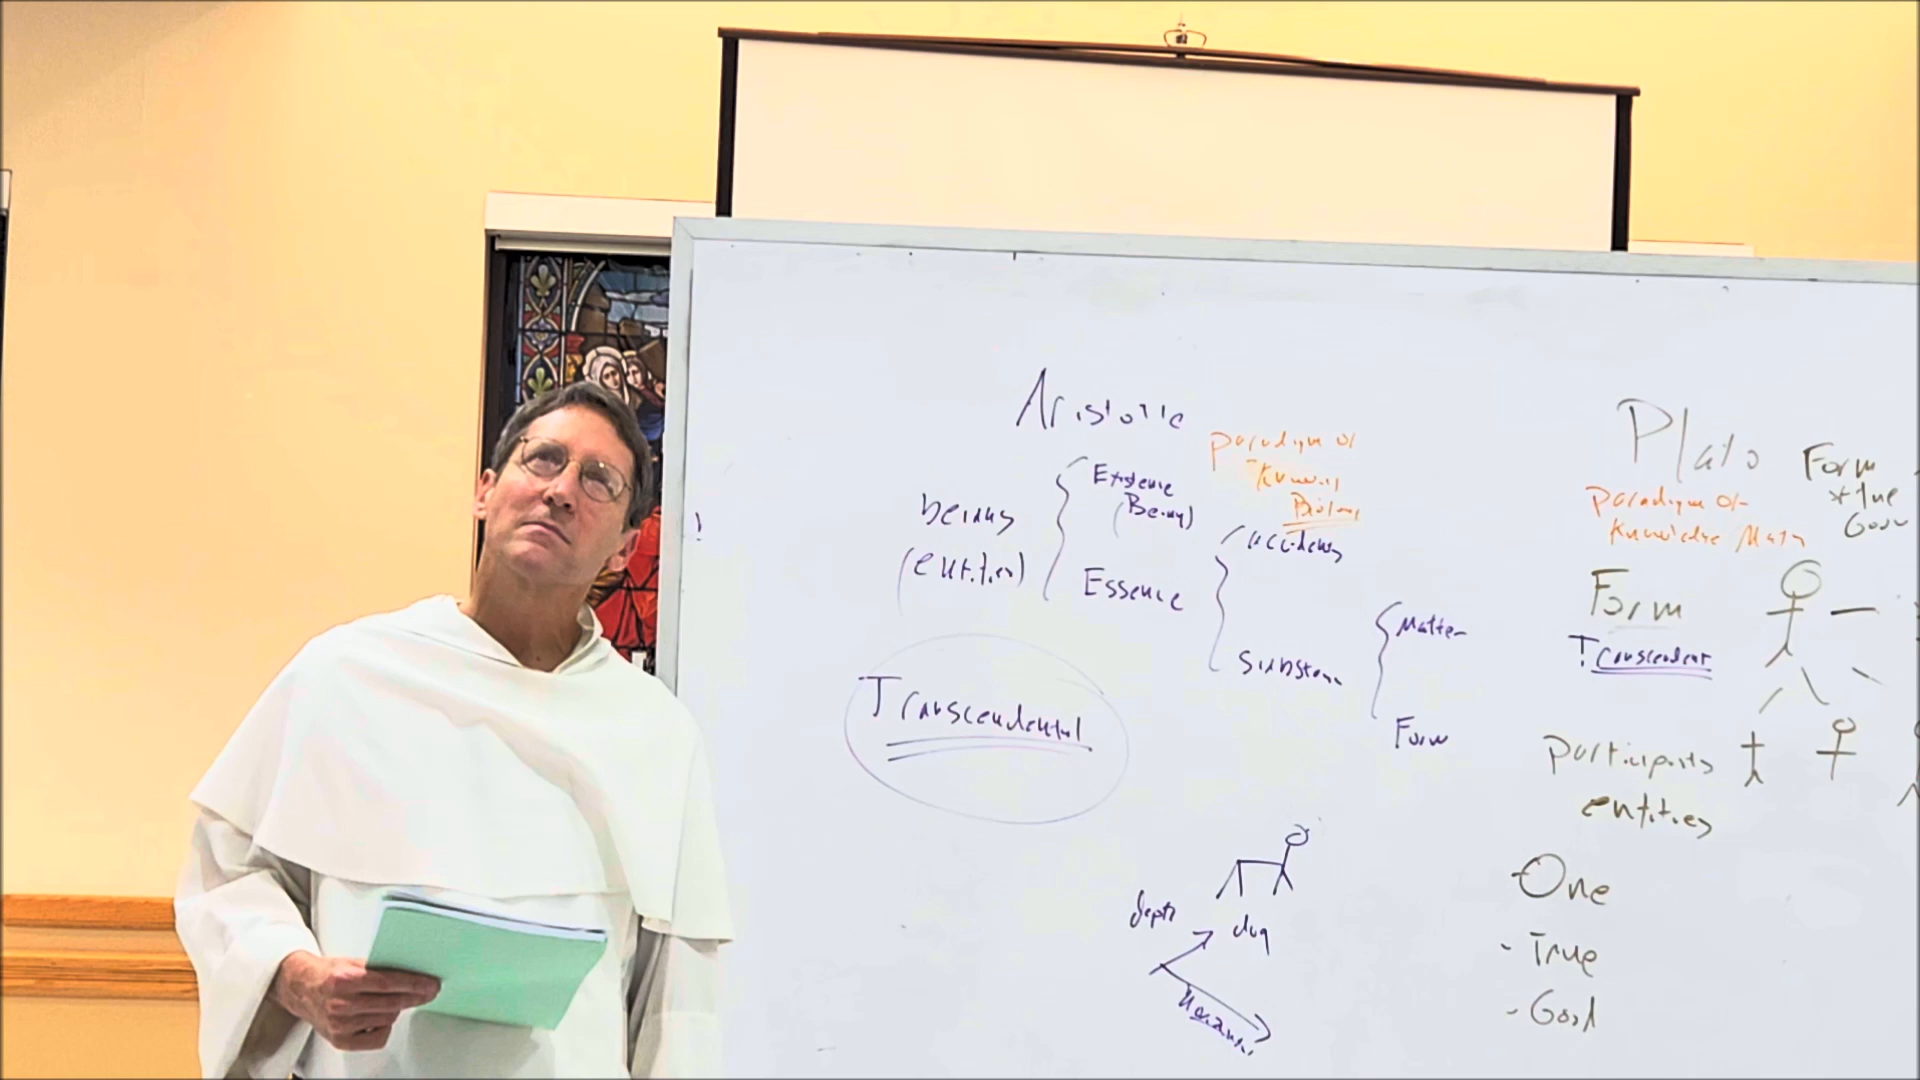 Aristotle
paradigm of
Knowing
Biology
beings
(entities)
Existence
(Being)
Essence
accidents
Substance
Matter
Form
Transcendental
depth
dog
Plato
Form
the
Good
paradigm of
Knowledge Math
Form
Transcendent
participants
entities
One
- True
- Good